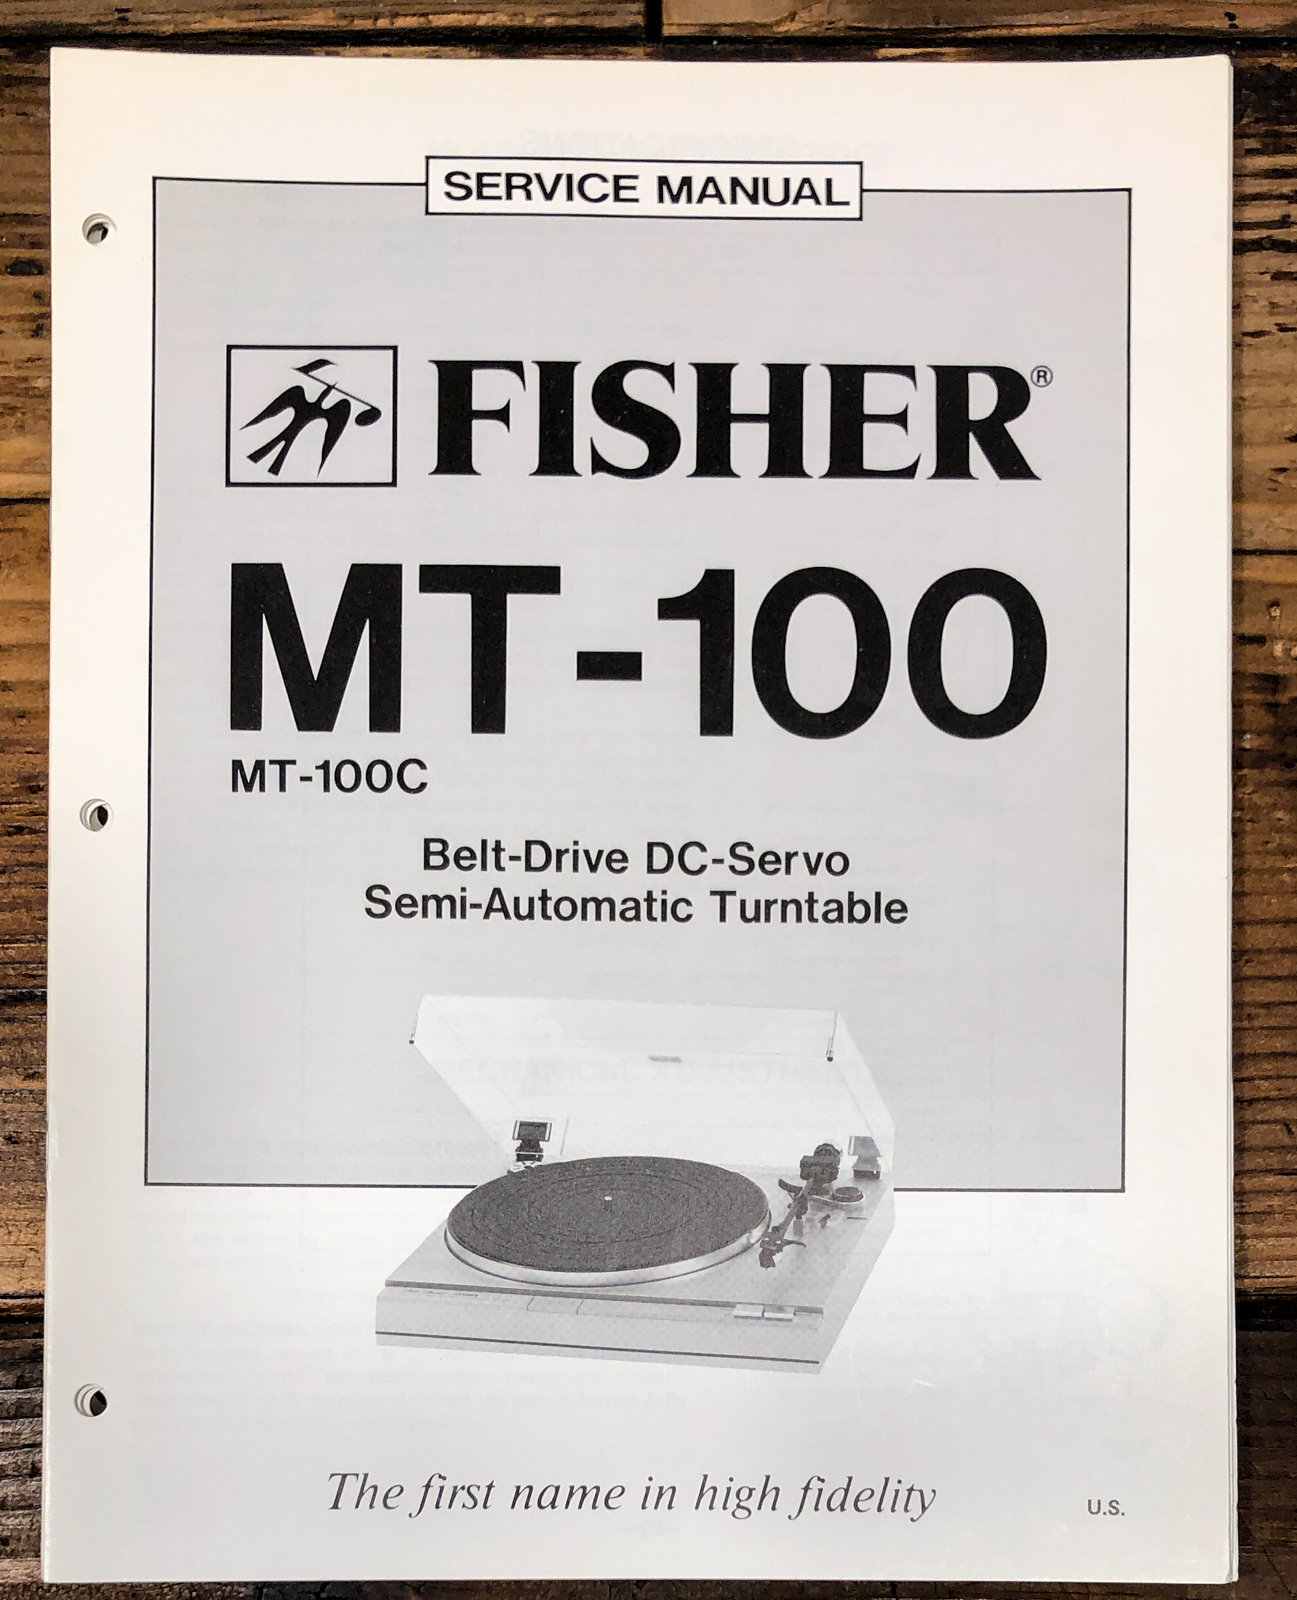 SERVICE MANUAL
FISHER®
MT-100
MT-100C
Belt-Drive DC-Servo
Semi-Automatic Turntable
The first name in high fidelity
U.S.